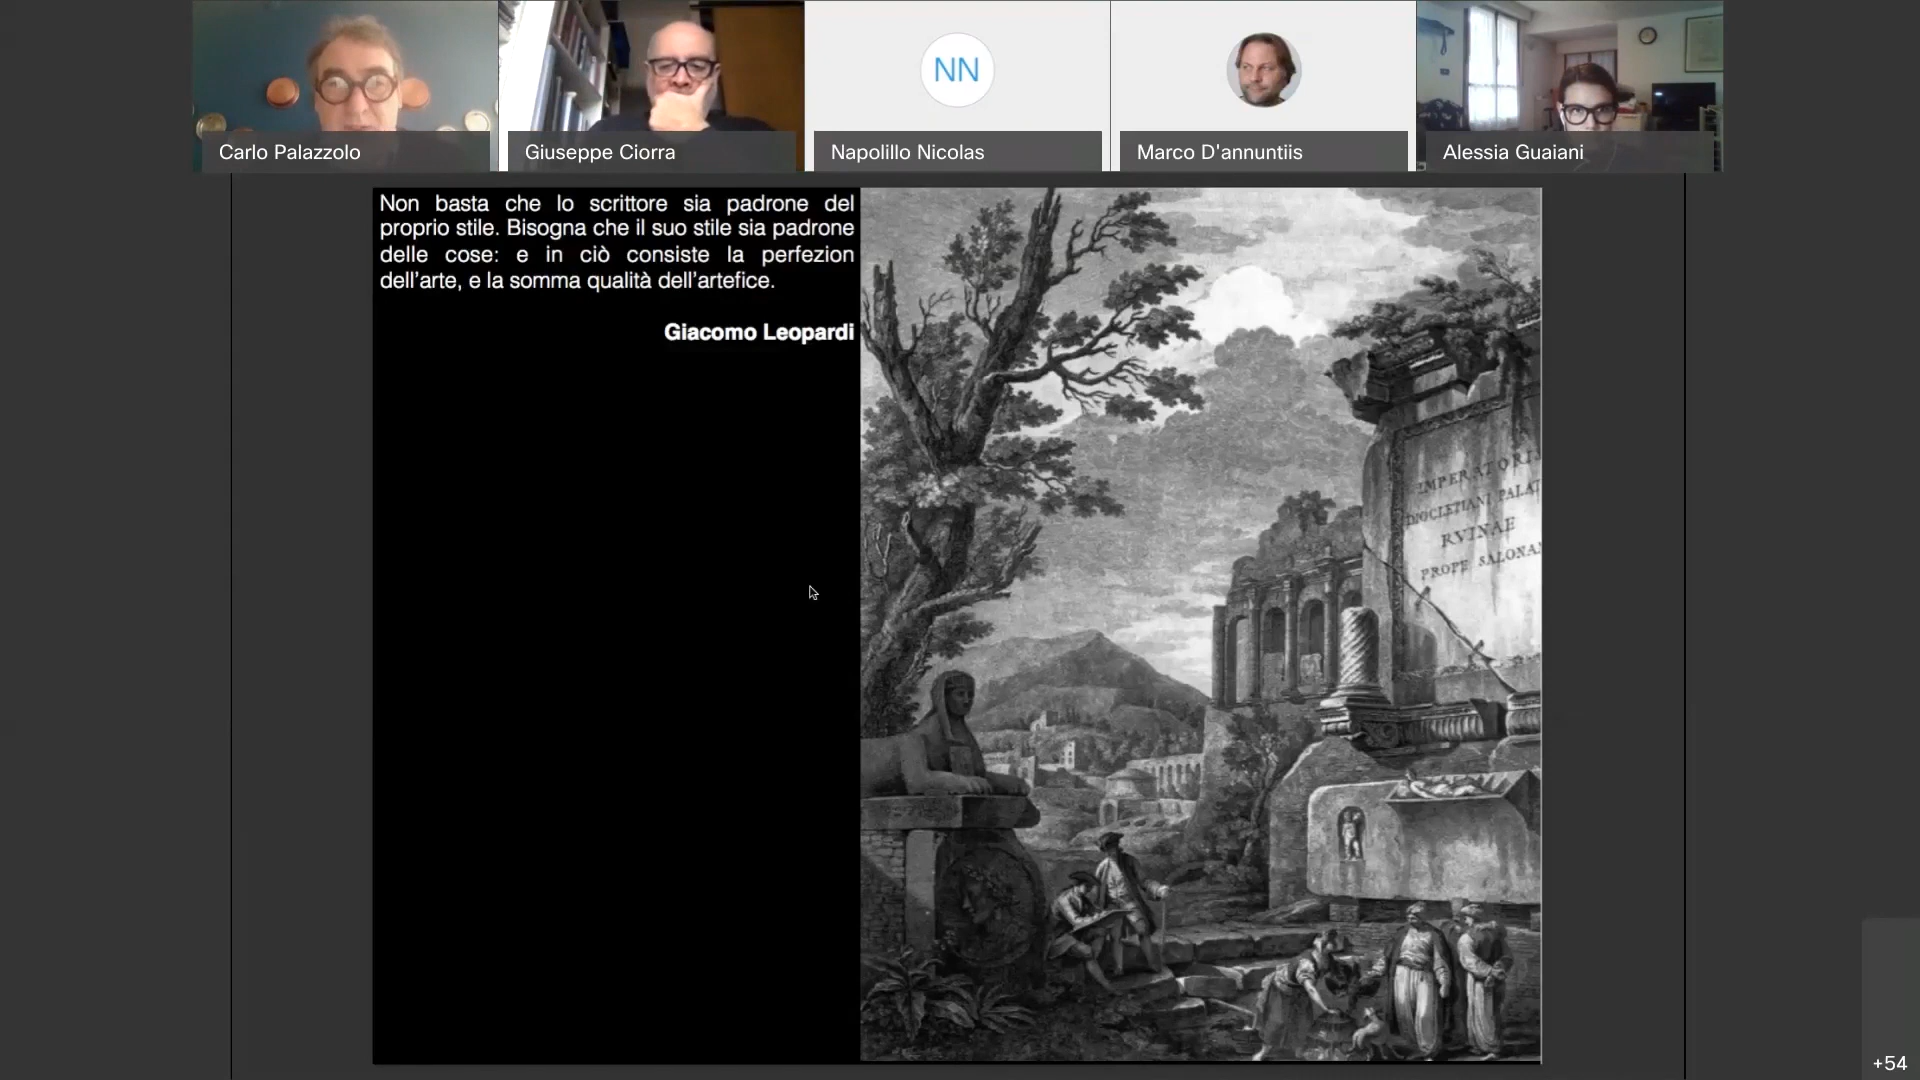 NN
Carlo Palazzolo
Giuseppe Ciorra
Napolillo Nicolas
Marco D'annuntiis
Alessia Guaiani
Non basta che lo scrittore sia padrone del
proprio stile. Bisogna che il suo stile sia padrone
delle cose: e in ciò consiste la perfezion
dell'arte, e la somma qualità dell'artefice.
Giacomo Leopardi
IMPERATORIS
DIOCLETIANI PALAT
RVINAE
PROPE SALONA
+54